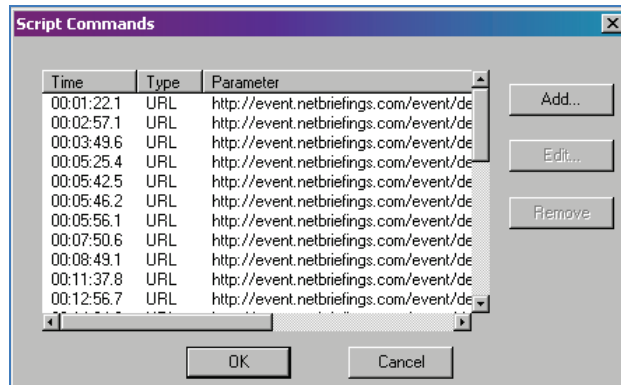 Script Commands
Time Type Parameter
00:01:22.1 URL http://event.netbriefings.com/event/de
00:02:57.1 URL http://event.netbriefings.com/event/de
00:03:49.6 URL http://event.netbriefings.com/event/de
00:05:25.4 URL http://event.netbriefings.com/event/de
00:05:42.5 URL http://event.netbriefings.com/event/de
00:05:46.2 URL http://event.netbriefings.com/event/de
00:05:56.1 URL http://event.netbriefings.com/event/de
00:07:50.6 URL http://event.netbriefings.com/event/de
00:08:49.1 URL http://event.netbriefings.com/event/de
00:11:37.8 URL http://event.netbriefings.com/event/de
00:12:56.7 URL http://event.netbriefings.com/event/de
Add...
Edit...
Remove
OK Cancel